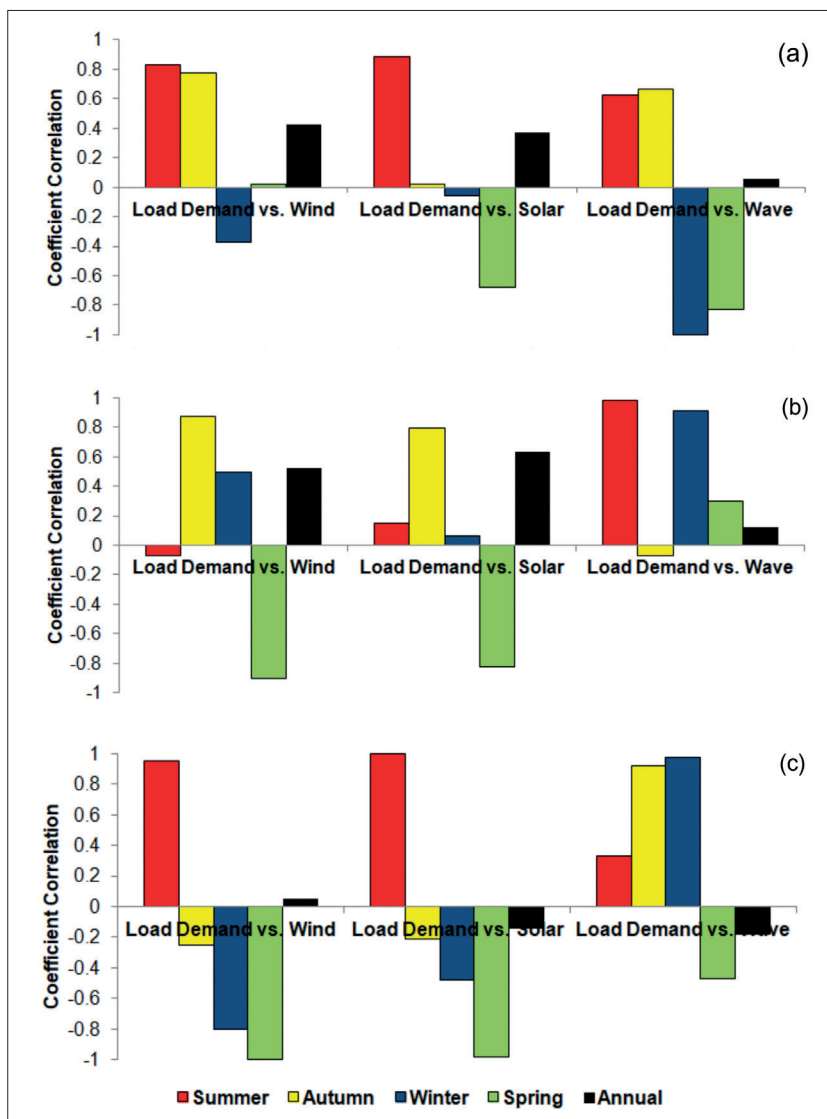 (a)
Coefficient Correlation
1
0.8
0.6
0.4
0.2
0
-0.2
-0.4
-0.6
-0.8
-1
Load Demand vs. Wind
Load Demand vs. Solar
Load Demand vs. Wave
(b)
1
0.8
0.6
0.4
0.2
0
-0.2
-0.4
-0.6
-0.8
-1
Load Demand vs. Wind
Load Demand vs. Solar
Load Demand vs. Wave
(c)
Coefficient Correlation
1
0.8
0.6
0.4
0.2
0
-0.2
-0.4
-0.6
-0.8
-1
Load Demand vs. Wind
Load Demand vs. Solar
Load Demand vs. Wave
Summer Autumn Winter Spring Annual